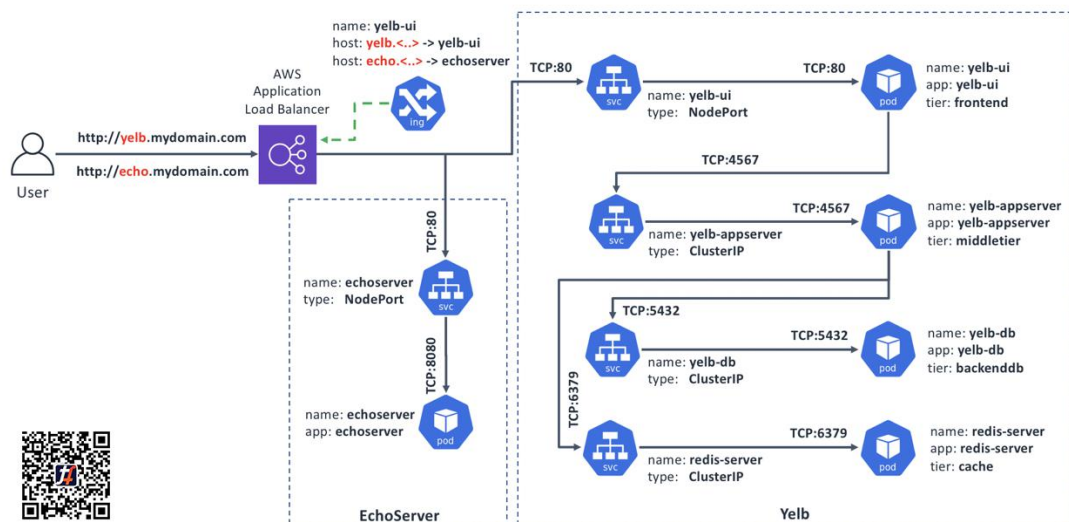 name: yelb-ui
host: yelb.<..> -> yelb-ui
host: echo.<..> -> echoserver
ing
AWS
Application
Load Balancer
http://yelb.mydomain.com
http://echo.mydomain.com
User
TCP:80
name: echoserver
type: NodePort
svc
TCP:8080
name: echoserver
app: echoserver
pod
EchoServer
TCP:80
svc
name: yelb-ui
type: NodePort
TCP:80
pod
name: yelb-ui
app: yelb-ui
tier: frontend
TCP:4567
svc
name: yelb-appserver
type: ClusterIP
TCP:4567
pod
name: yelb-appserver
app: yelb-appserver
tier: middletier
TCP:5432
svc
name: yelb-db
type: ClusterIP
TCP:5432
pod
name: yelb-db
app: yelb-db
tier: backenddb
TCP:6379
svc
name: redis-server
type: ClusterIP
TCP:6379
pod
name: redis-server
app: redis-server
tier: cache
Yelb